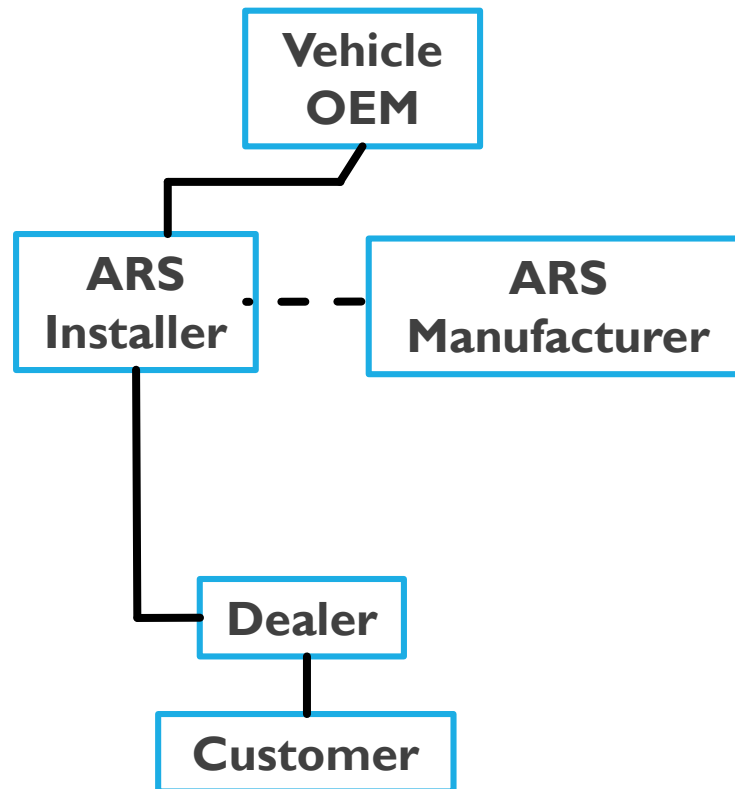 Vehicle
OEM
ARS
Installer
ARS
Manufacturer
Dealer
Customer